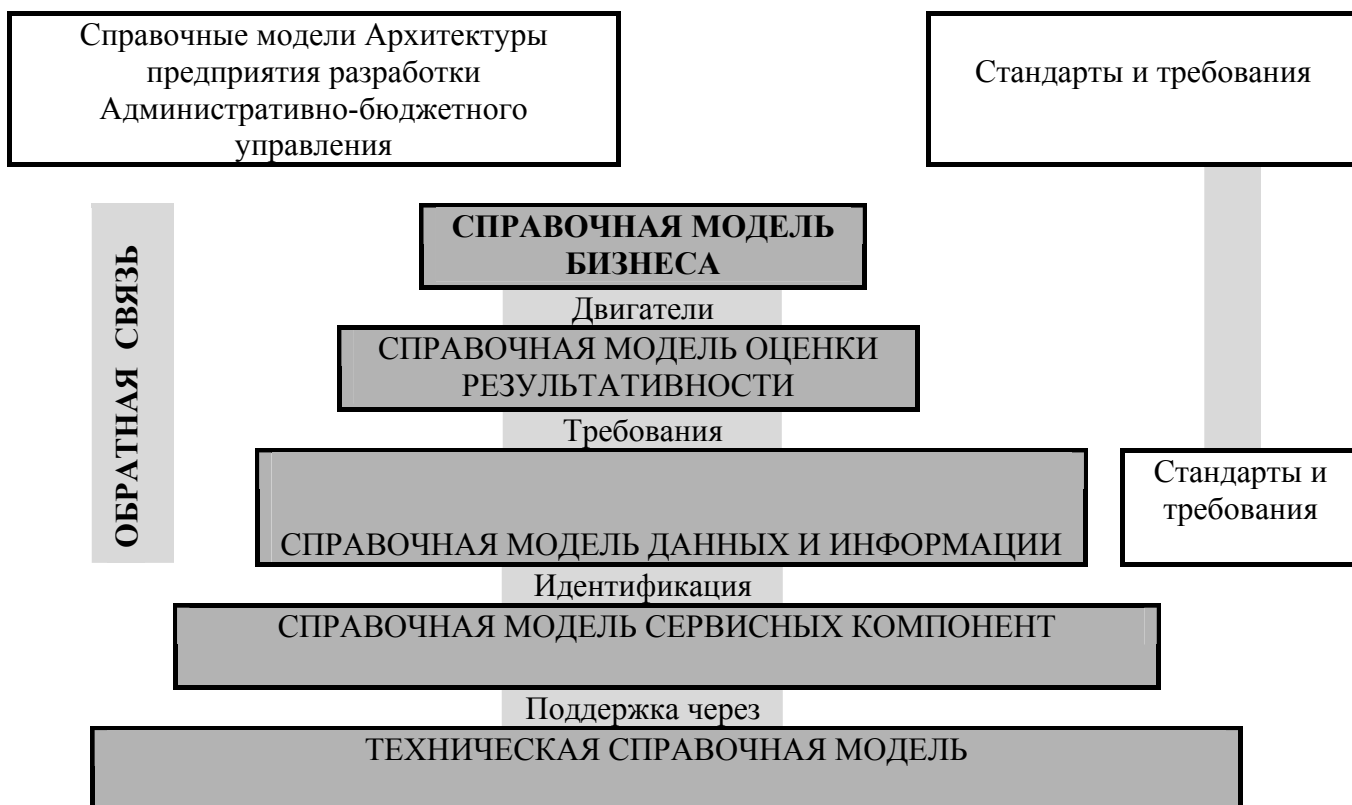 Справочные модели Архитектуры
предприятия разработки
Административно-бюджетного
управления
Стандарты и требования
ОБРАТНАЯ СВЯЗЬ
СПРАВОЧНАЯ МОДЕЛЬ
БИЗНЕСА
Двигатели
СПРАВОЧНАЯ МОДЕЛЬ ОЦЕНКИ
РЕЗУЛЬТАТИВНОСТИ
Требования
СПРАВОЧНАЯ МОДЕЛЬ ДАННЫХ И ИНФОРМАЦИИ
Стандарты и
требования
Идентификация
СПРАВОЧНАЯ МОДЕЛЬ СЕРВИСНЫХ КОМПОНЕНТ
Поддержка через
ТЕХНИЧЕСКАЯ СПРАВОЧНАЯ МОДЕЛЬ